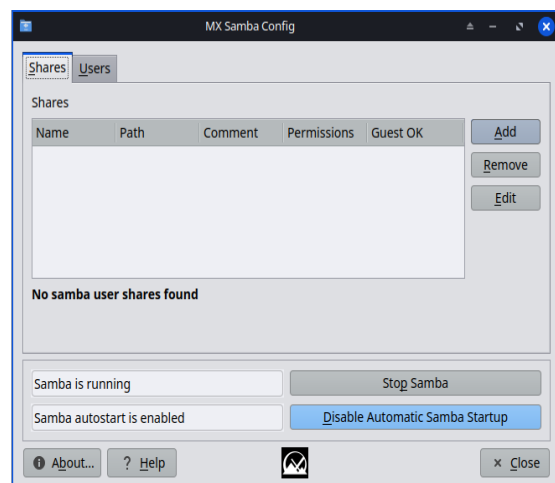 MX Samba Config
Shares Users
Shares
Name Path Comment Permissions Guest OK
Add
Remove
Edit
No samba user shares found
Samba is running Stop Samba
Samba autostart is enabled Disable Automatic Samba Startup
About... ? Help Close